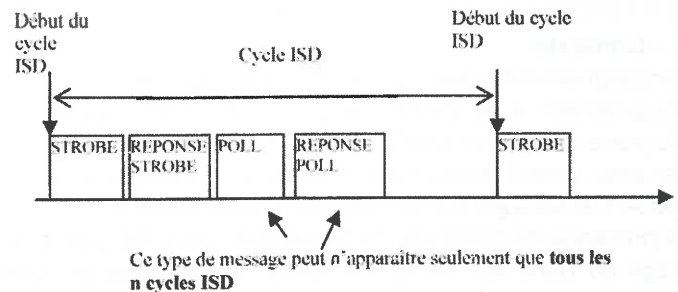 Début du
cycle
ISD
Début du cycle
ISD
Cycle ISD
STROBE
REPONSE
STROBE
POLL
REPONSE
POLL
STROBE
Ce type de message peut n'apparaître seulement que tous les
n cycles ISD